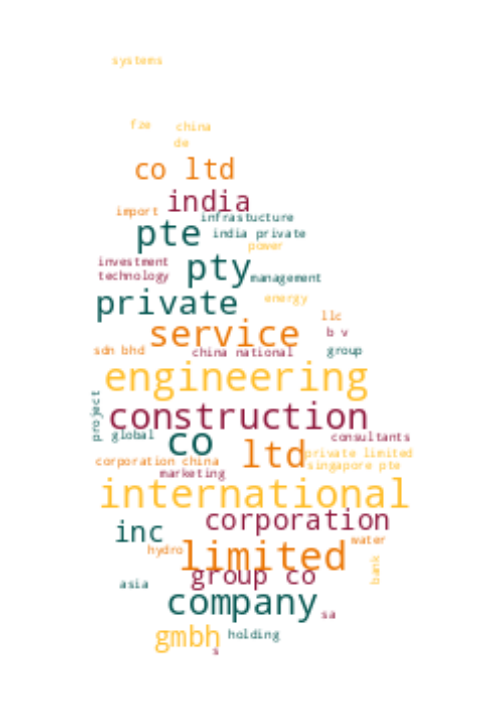 systems
fze
china
de
co ltd
india
import
infrastucture
pte
india private
power
pty
investment
technology
management
private
energy
llc
service
b v
sdn bhd
china national
group
engineering
project
construction
global
co
consultants
ltd
private limited
corporation china
singapore pte
marketing
international
corporation
inc
water
hydro
limited
bank
group co
asia
company
sa
gmbh
holding
s